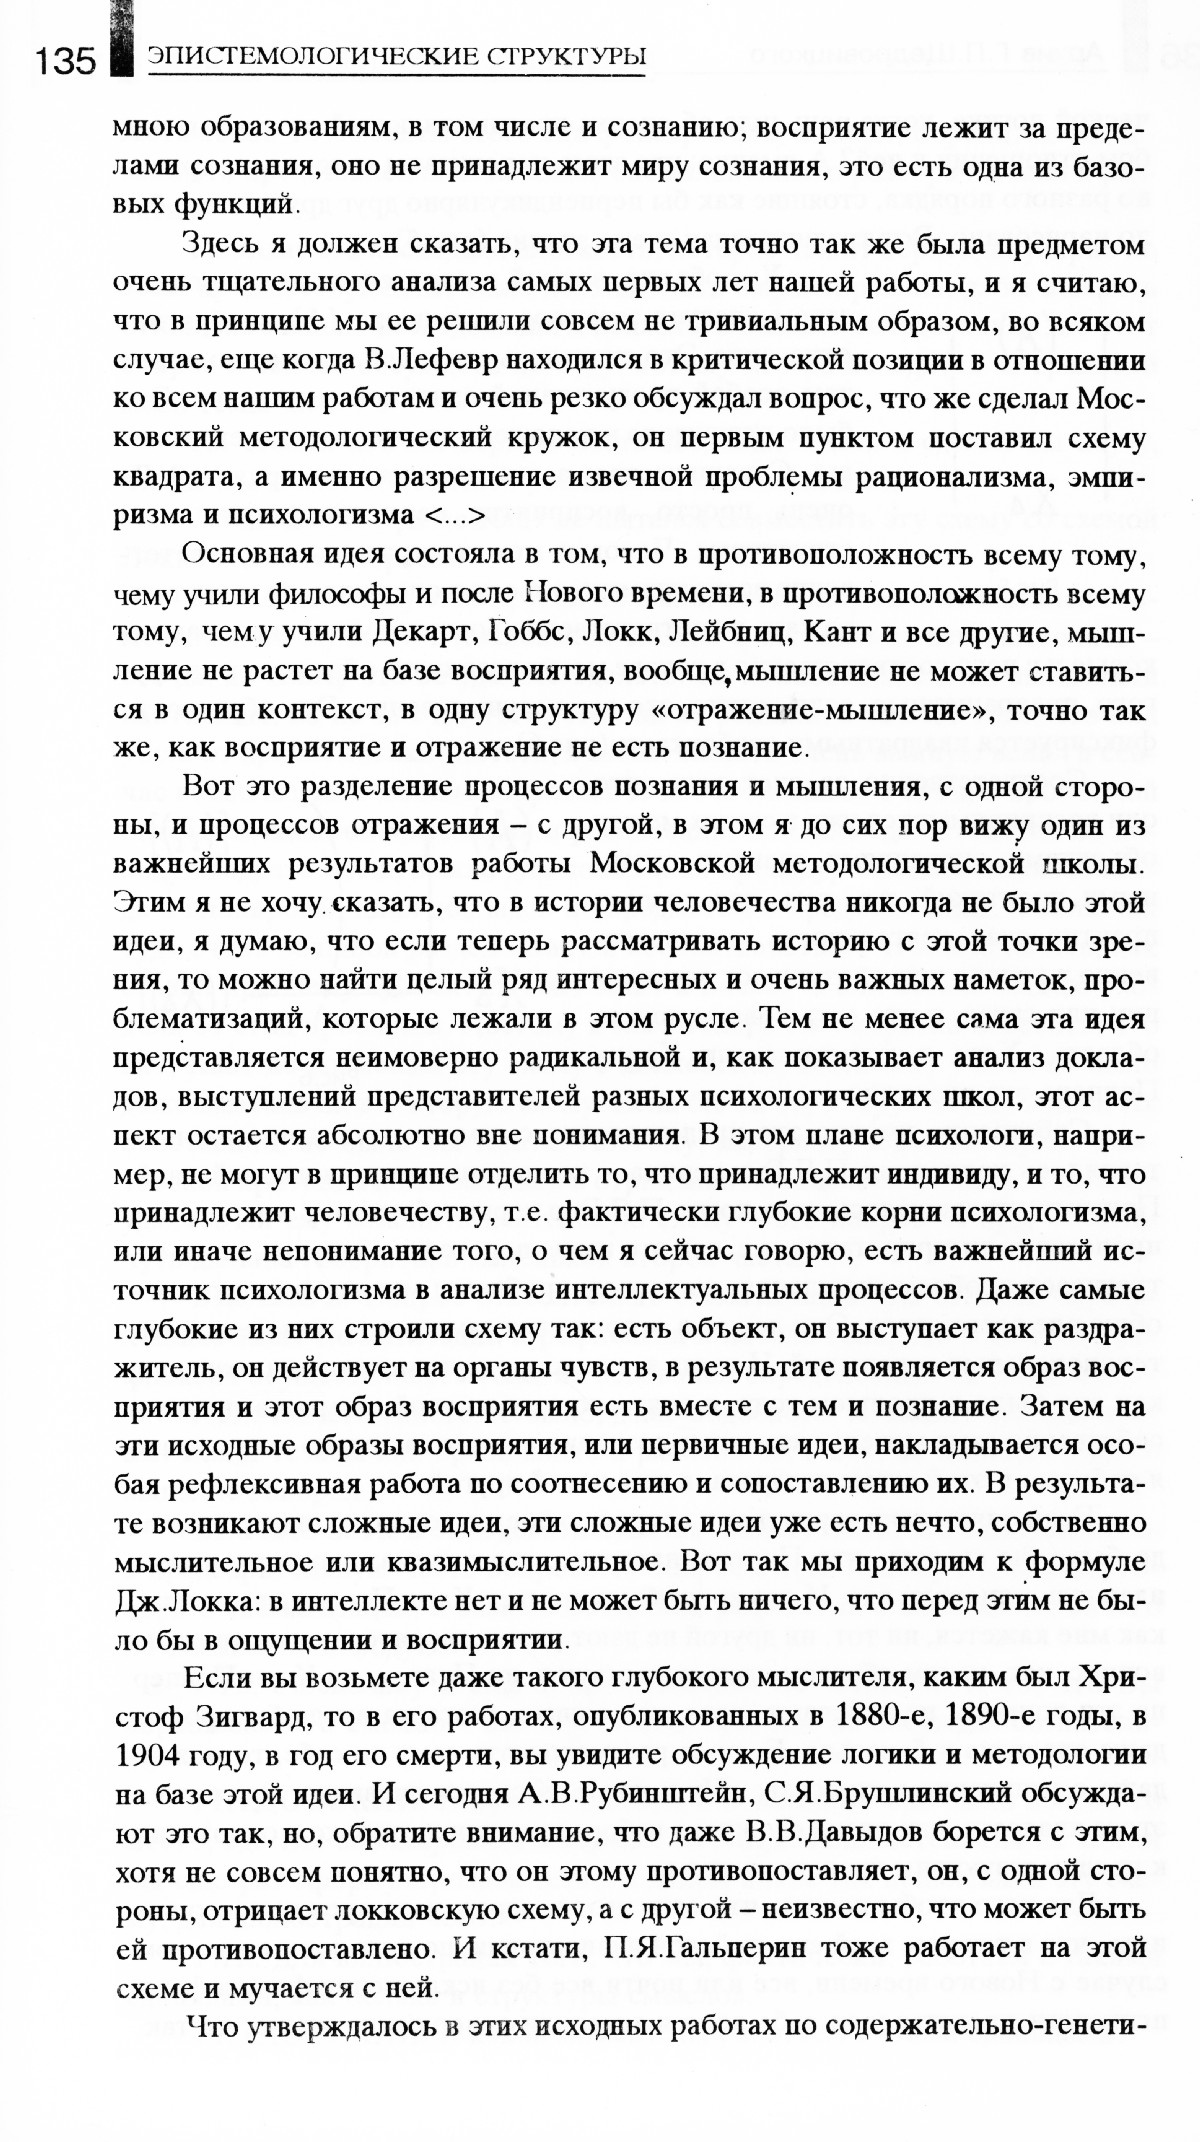 135 ЭПИСТЕМОЛОГИЧЕСКИЕ СТРУКТУРЫ
мною образованиям, в том числе и сознанию; восприятие лежит за преде-
лами сознания, оно не принадлежит миру сознания, это есть одна из базо-
вых функций.
Здесь я должен сказать, что эта тема точно так же была предметом
очень тщательного анализа самых первых лет нашей работы, и я считаю,
что в принципе мы ее решили совсем не тривиальным образом, во всяком
случае, еще когда В.Лефевр находился в критической позиции в отношении
ко всем нашим работам и очень резко обсуждал вопрос, что же сделал Мос-
ковский методологический кружок, он первым пунктом поставил схему
квадрата, а именно разрешение извечной проблемы рационализма, эмпи-
ризма и психологизма <...>
Основная идея состояла в том, что в противоположность всему тому,
чему учили философы и после Нового времени, в противоположность всему
тому, чему учили Декарт, Гоббс, Локк, Лейбниц, Кант и все другие, мыш-
ление не растет на базе восприятия, вообще, мышление не может ставить-
ся в один контекст, в одну структуру «отражение-мышление», точно так
же, как восприятие и отражение не есть познание.
Вот это разделение процессов познания и мышления, с одной сторо-
ны, и процессов отражения – с другой, в этом я до сих пор вижу один из
важнейших результатов работы Московской методологической школы.
Этим я не хочу сказать, что в истории человечества никогда не было этой
идеи, я думаю, что если теперь рассматривать историю с этой точки зре-
ния, то можно найти целый ряд интересных и очень важных наметок, про-
блематизаций, которые лежали в этом русле. Тем не менее сама эта идея
представляется неимоверно радикальной и, как показывает анализ докла-
дов, выступлений представителей разных психологических школ, этот ас-
пект остается абсолютно вне понимания. В этом плане психологи, напри-
мер, не могут в принципе отделить то, что принадлежит индивиду, и то, что
принадлежит человечеству, т.е. фактически глубокие корни психологизма,
или иначе непонимание того, о чем я сейчас говорю, есть важнейший ис-
точник психологизма в анализе интеллектуальных процессов. Даже самые
глубокие из них строили схему так: есть объект, он выступает как раздра-
житель, он действует на органы чувств, в результате появляется образ вос-
приятия и этот образ восприятия есть вместе с тем и познание. Затем на
эти исходные образы восприятия, или первичные идеи, накладывается осо-
бая рефлексивная работа по соотнесению и сопоставлению их. В результа-
те возникают сложные идеи, эти сложные идеи уже есть нечто, собственно
мыслительное или квазимыслительное. Вот так мы приходим к формуле
Дж.Локка: в интеллекте нет и не может быть ничего, что перед этим не бы-
ло бы в ощущении и восприятии.
Если вы возьмете даже такого глубокого мыслителя, каким был Хри-
стоф Зигвард, то в его работах, опубликованных в 1880-е, 1890-е годы, в
1904 году, в год его смерти, вы увидите обсуждение логики и методологии
на базе этой идеи. И сегодня А.В.Рубинштейн, С.Я.Брушлинский обсужда-
ют это так, но, обратите внимание, что даже В.В.Давыдов борется с этим,
хотя не совсем понятно, что он этому противопоставляет, он, с одной сто-
роны, отрицает локковскую схему, а с другой – неизвестно, что может быть
ей противопоставлено. И кстати, П.Я.Гальперин тоже работает на этой
схеме и мучается с ней.
Что утверждалось в этих исходных работах по содержательно-генети-